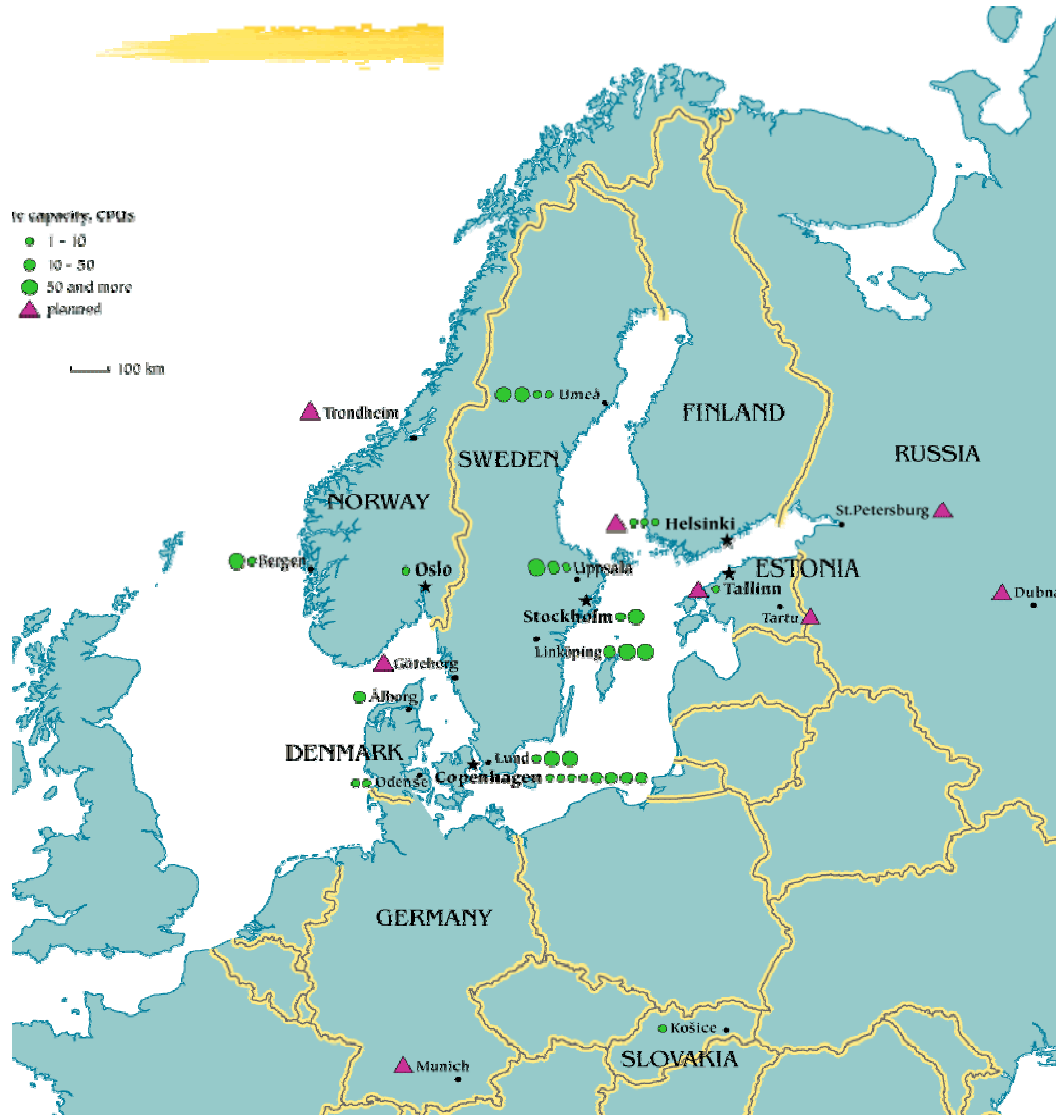 capacity, CPUs
1 - 10
10 - 50
50 and more
planned
100 km
Trondheim
Umeå
FINLAND
SWEDEN
RUSSIA
NORWAY
St.Petersburg
Helsinki
Bergen
Oslo
Uppsala
ESTONIA
Tallinn
Dubna
Stockholm
Tartu
Linköping
Göteborg
Ålborg
DENMARK
Lund
Copenhagen
Odense
GERMANY
Košice
SLOVAKIA
Munich